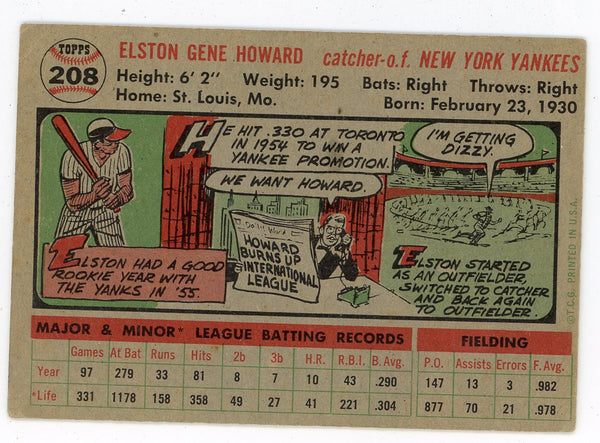 TOPPS
208
ELSTON GENE HOWARD catcher-o.f. NEW YORK YANKEES
Height: 6' 2" Weight: 195 Bats: Right Throws: Right
Home: St. Louis, Mo. Born: February 23, 1930
HE HIT .330 AT TORONTO
IN 1954 TO WIN A
YANKEE PROMOTION.
WE WANT HOWARD.
HOWARD
BURNS UP
INTERNATIONAL
LEAGUE
I'M GETTING
DIZZY.
ELSTON HAD A GOOD
ROOKIE YEAR WITH
THE YANKS IN '55.
ELSTON STARTED
AS AN OUTFIELDER,
SWITCHED TO CATCHER
AND BACK AGAIN
TO OUTFIELDER.
©T.C.G. PRINTED IN U.S.A.
MAJOR & MINOR* LEAGUE BATTING RECORDS FIELDING
Games At Bat Runs Hits 2b 3b H.R. R.B.I. B. Avg. P.O. Assists Errors F. Avg.
Year 97 279 33 81 8 7 10 43 .290 147 13 3 .982
*Life 331 1178 158 358 49 27 41 221 .304 877 70 21 .978